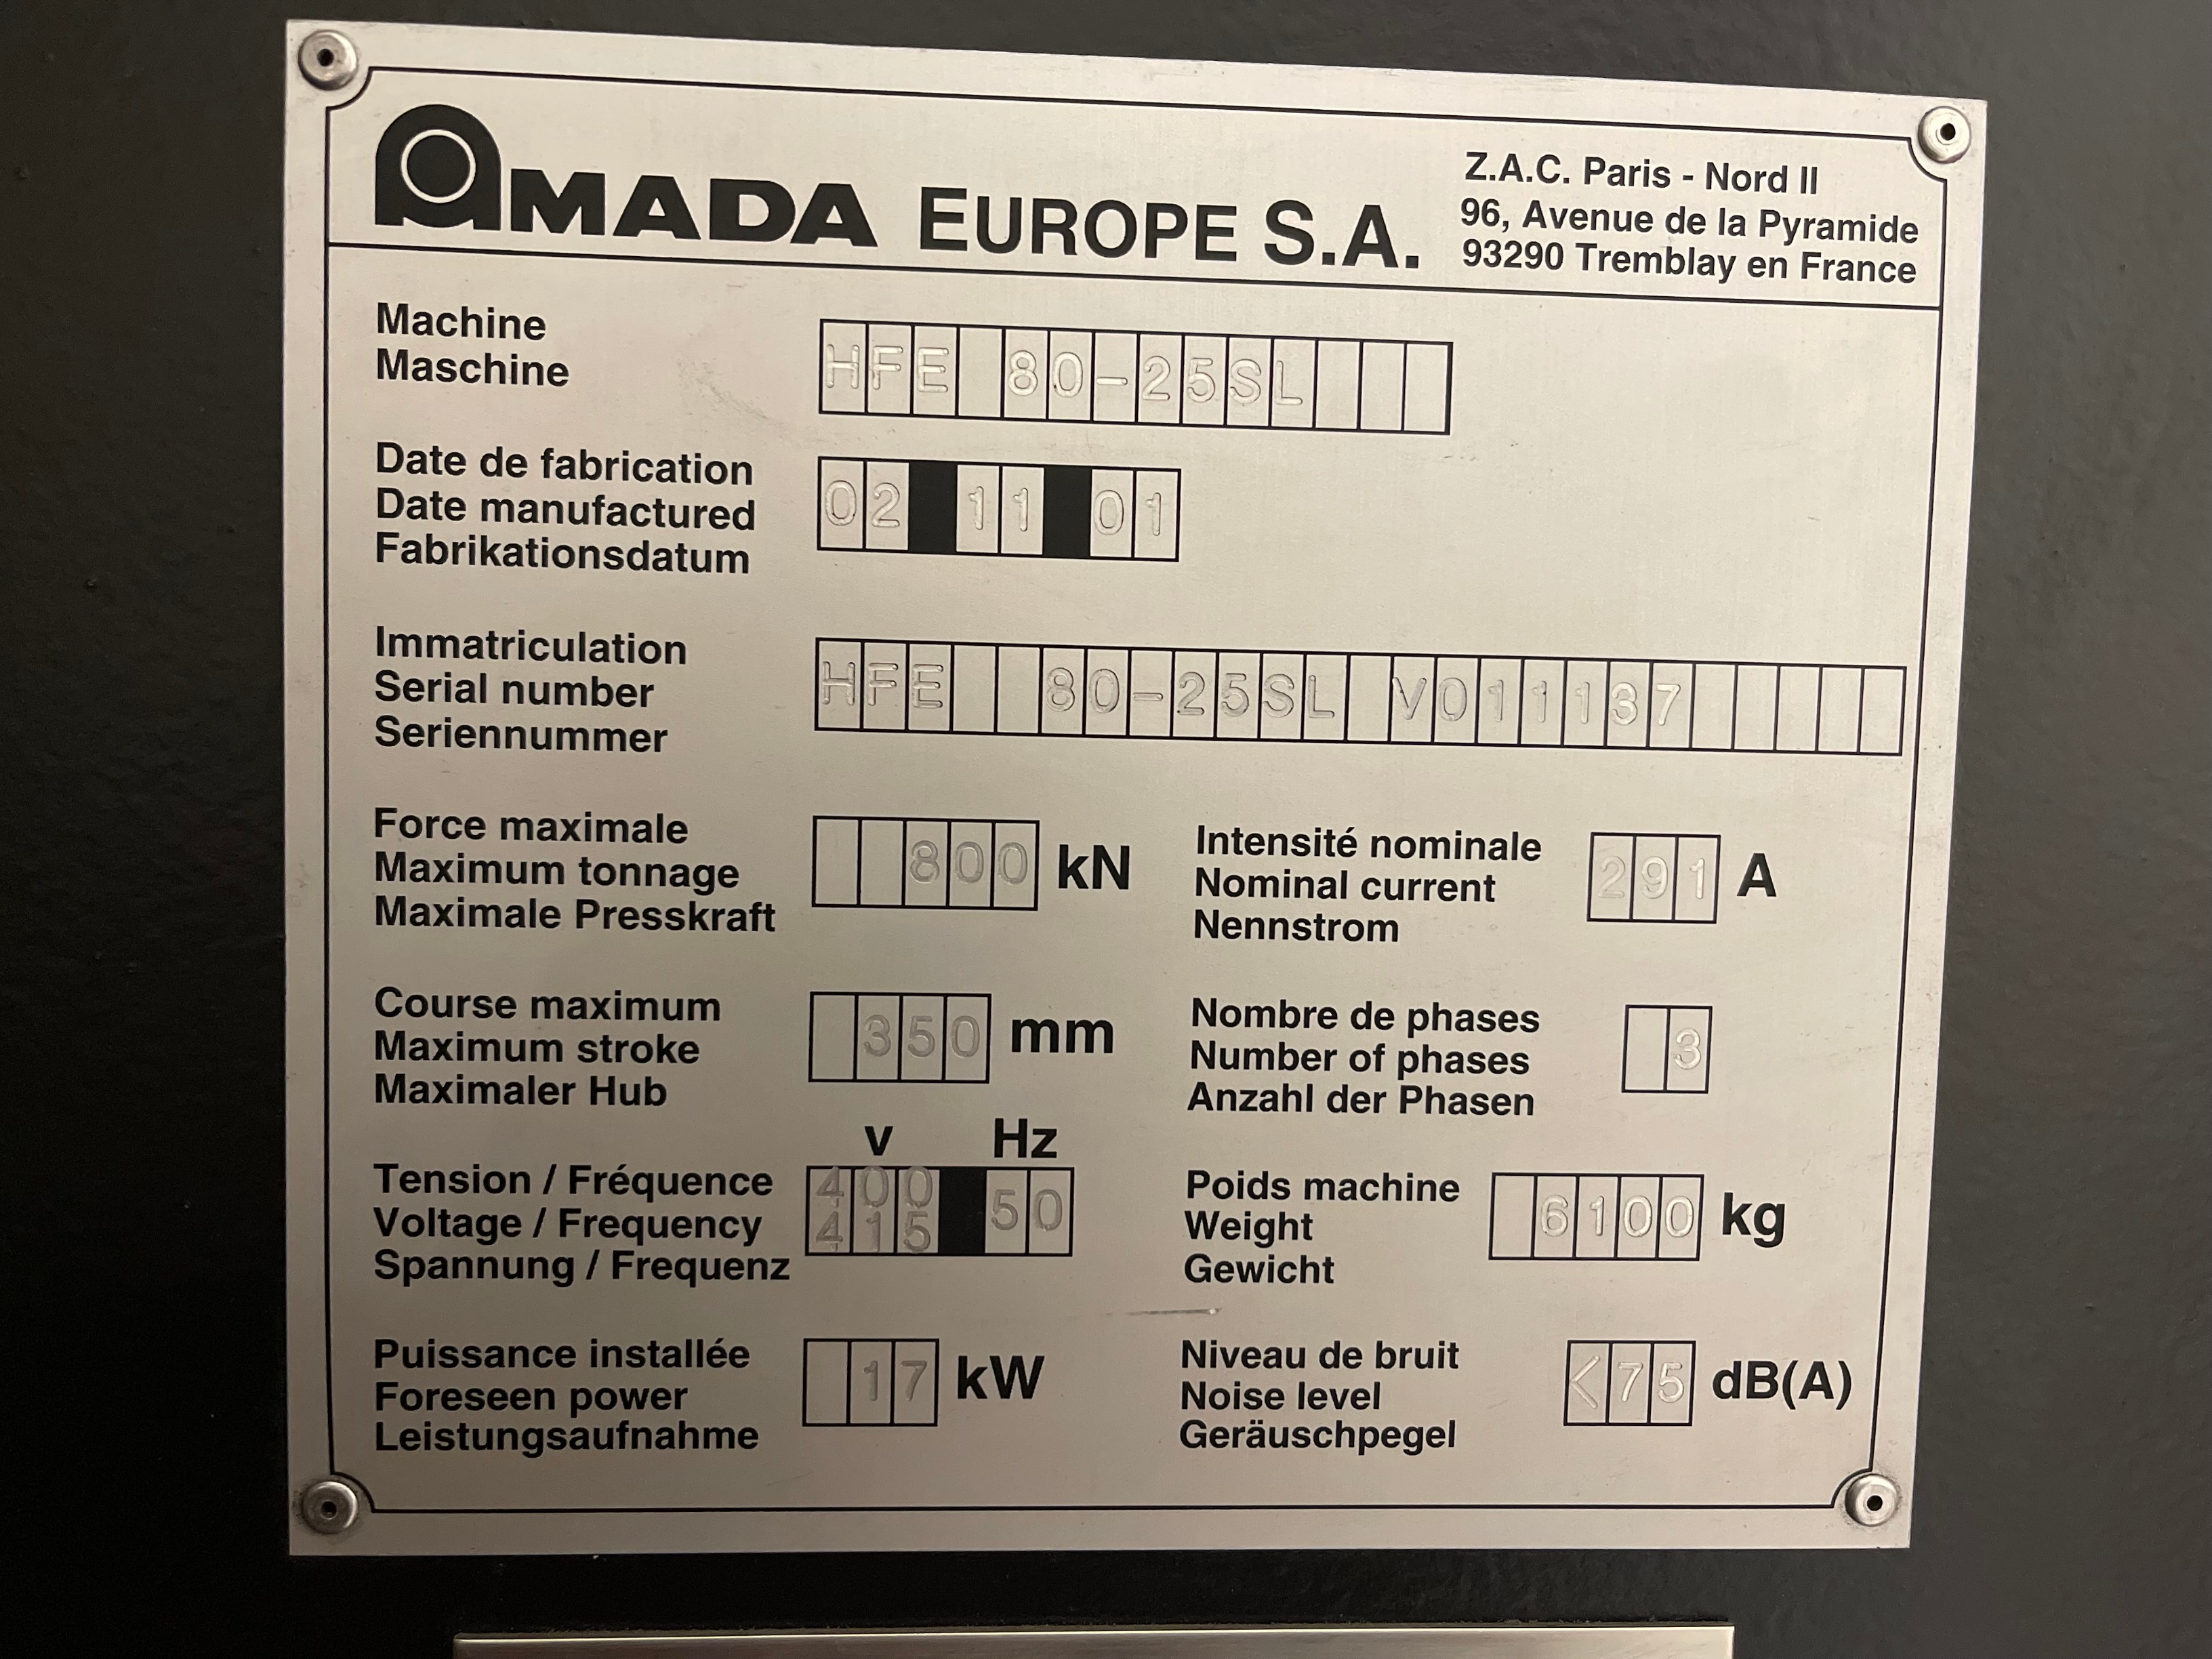 AMADA EUROPE S.A.
Z.A.C. Paris - Nord II
96, Avenue de la Pyramide
93290 Tremblay en France
Machine
Maschine
HFE 80-25SL
Date de fabrication
Date manufactured
Fabrikationsdatum
02 11 01
Immatriculation
Serial number
Seriennummer
HFE 80-25SL V011137
Force maximale
Maximum tonnage
Maximale Presskraft
800 kN
Intensité nominale
Nominal current
Nennstrom
291 A
Course maximum
Maximum stroke
Maximaler Hub
350 mm
Nombre de phases
Number of phases
Anzahl der Phasen
3
V Hz
Tension / Fréquence
Voltage / Frequency
Spannung / Frequenz
400
415
50
Poids machine
Weight
Gewicht
6100 kg
Puissance installée
Foreseen power
Leistungsaufnahme
17 kW
Niveau de bruit
Noise level
Geräuschpegel
<75 dB(A)